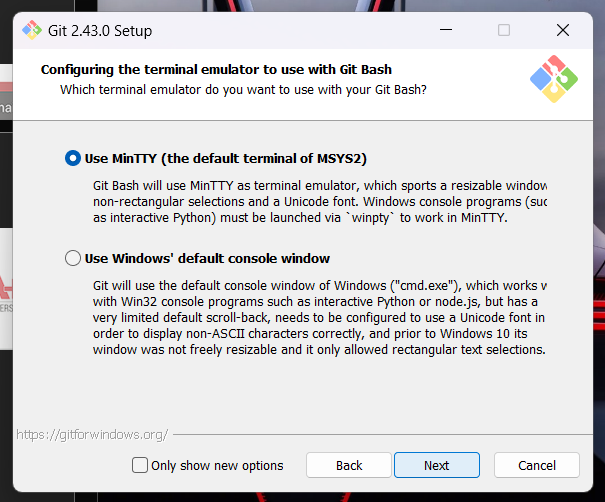 Git 2.43.0 Setup
Configuring the terminal emulator to use with Git Bash
Which terminal emulator do you want to use with your Git Bash?
Use MinTTY (the default terminal of MSYS2)
Git Bash will use MinTTY as terminal emulator, which sports a resizable window
non-rectangular selections and a Unicode font. Windows console programs (suc
as interactive Python) must be launched via `winpty` to work in MinTTY.
Use Windows' default console window
Git will use the default console window of Windows ("cmd.exe"), which works w
with Win32 console programs such as interactive Python or node.js, but has a
very limited default scroll-back, needs to be configured to use a Unicode font in
order to display non-ASCII characters correctly, and prior to Windows 10 its
window was not freely resizable and it only allowed rectangular text selections.
https://gitforwindows.org/
Only show new options
Back
Next
Cancel